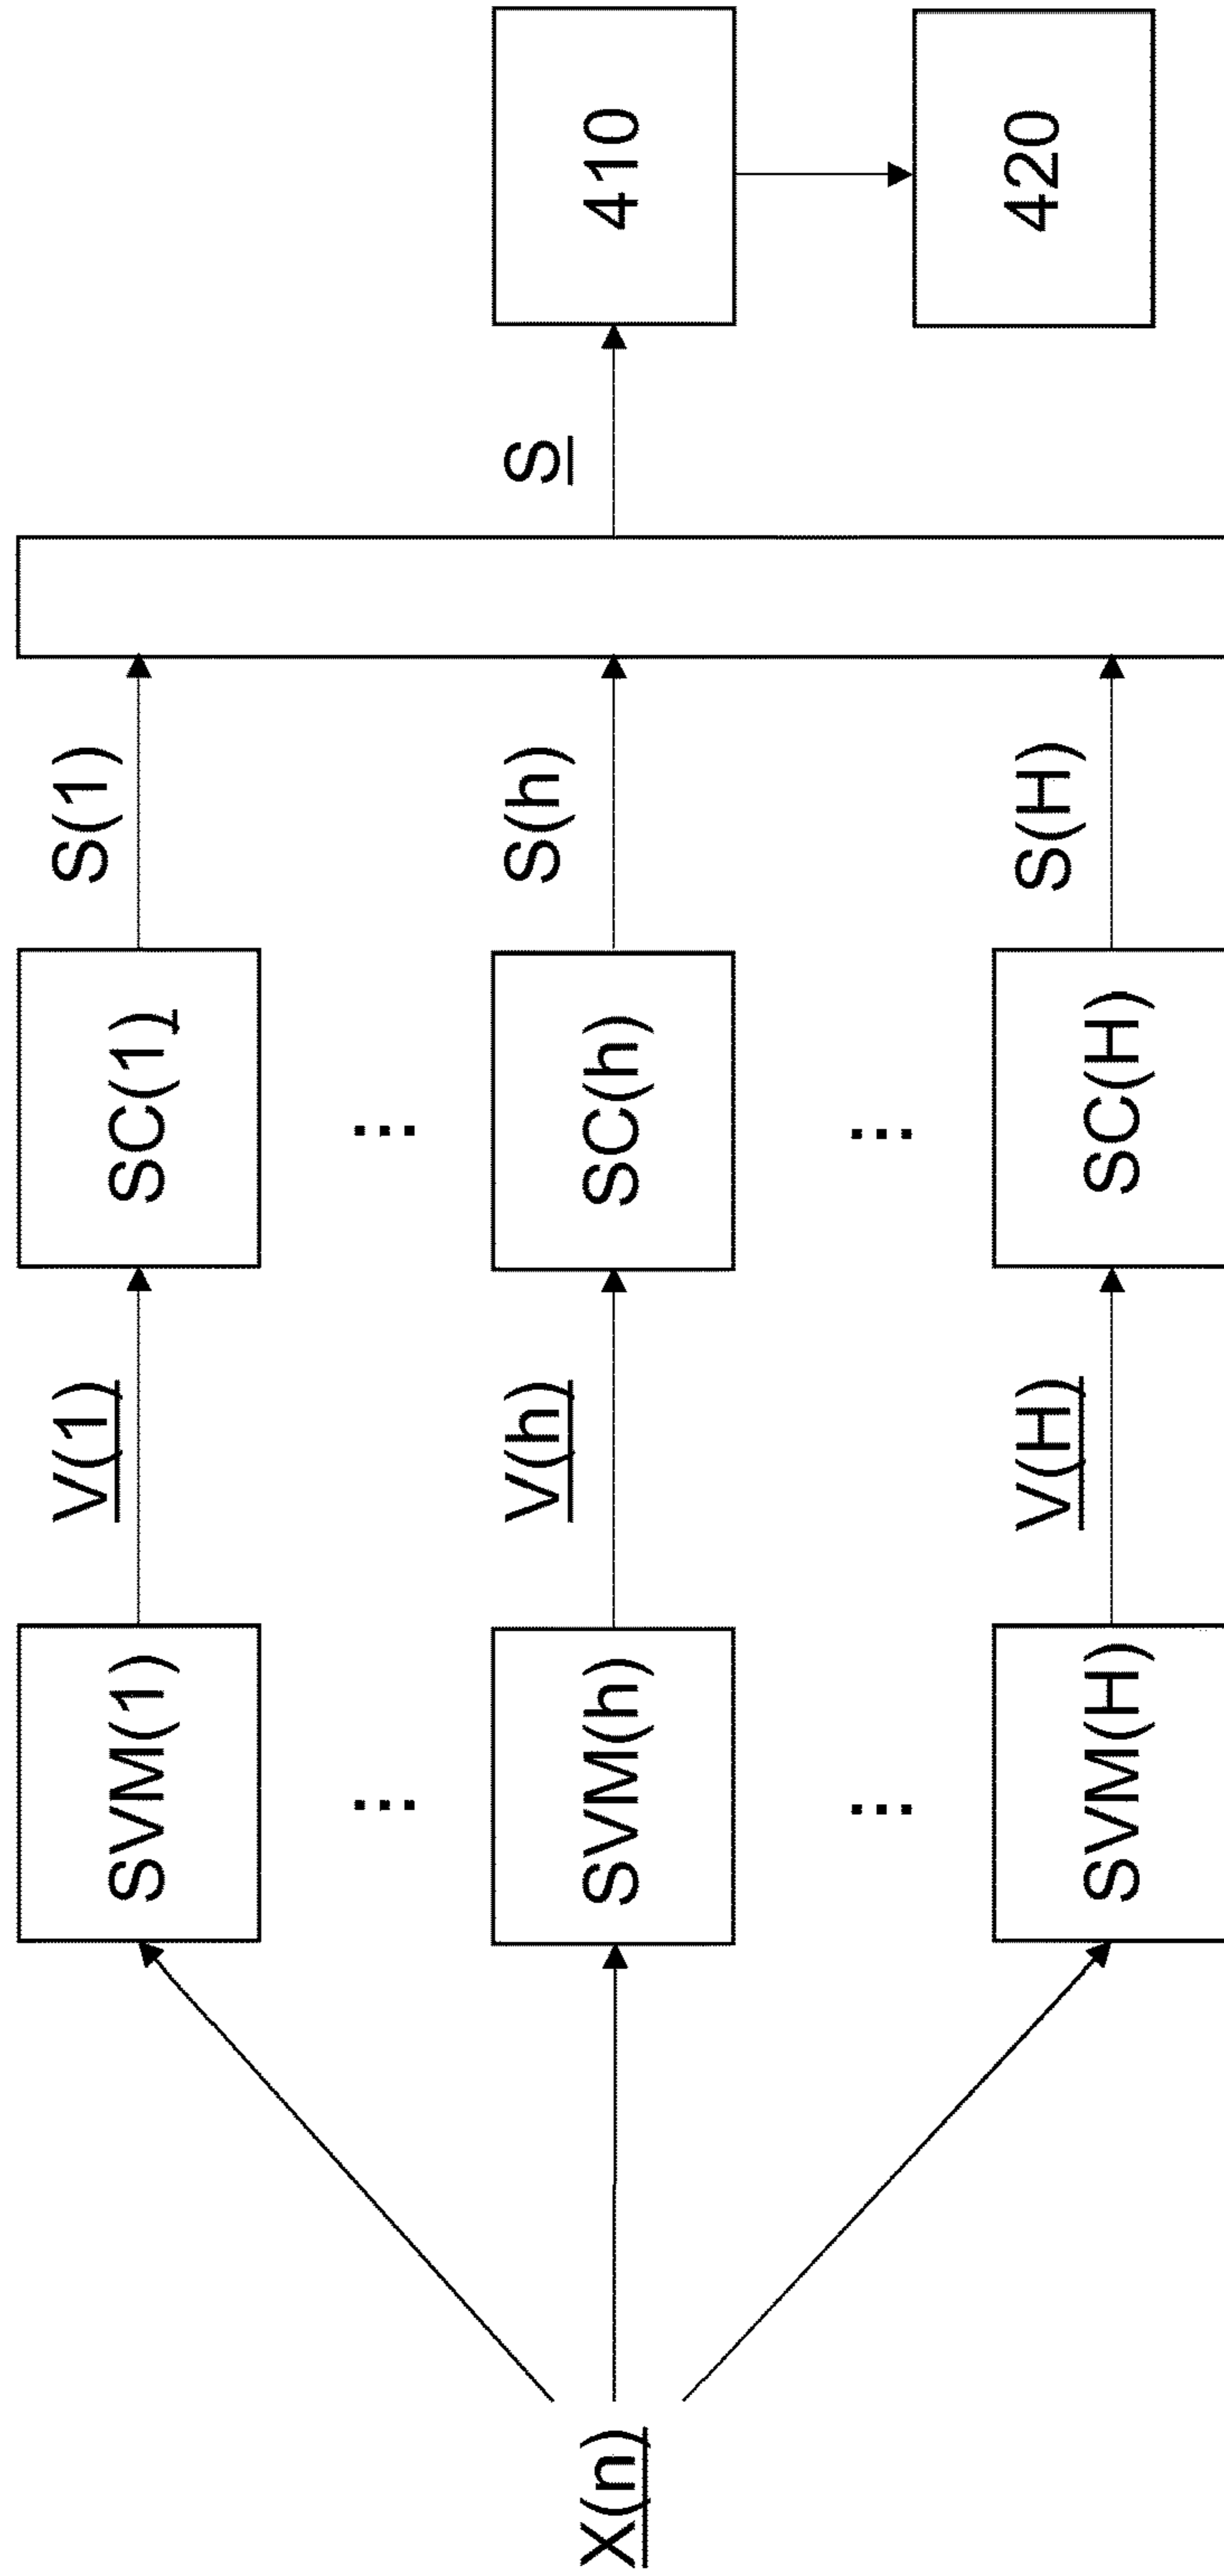 X(n)
SVM(1)
V(1)
SC(1)
S(1)
...
...
SVM(h)
V(h)
SC(h)
S(h)
S
410
...
...
SVM(H)
V(H)
SC(H)
S(H)
420